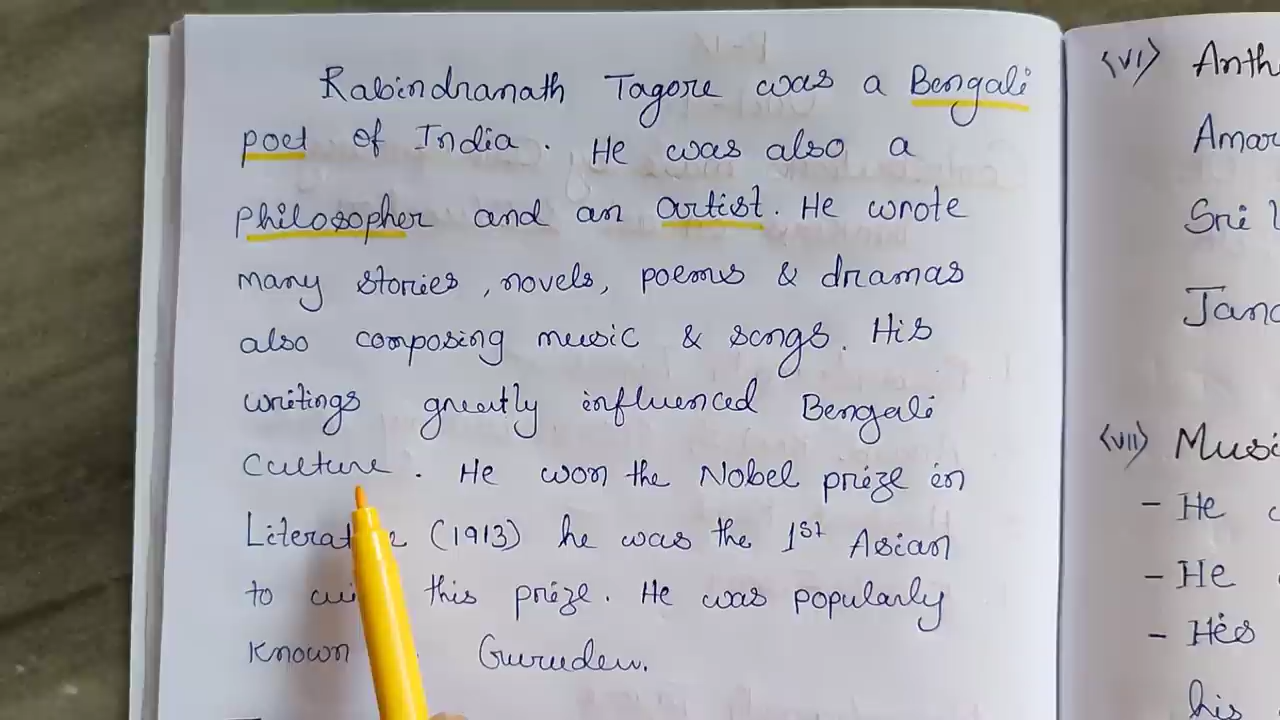 Rabindranath Tagore was a Bengali
poet of India. He was also a
philosopher and an artist. He wrote
many stories, novels, poems & dramas
also composing music & songs. His
writings greatly influenced Bengali
Culture. He won the Nobel prize in
(1913) he was the 1st Asian
to this prize. He was popularly
known Gurudev.
<VI> Anth
Amar
Sri
Jana
<VII> Musi
- He
- He
- His
his